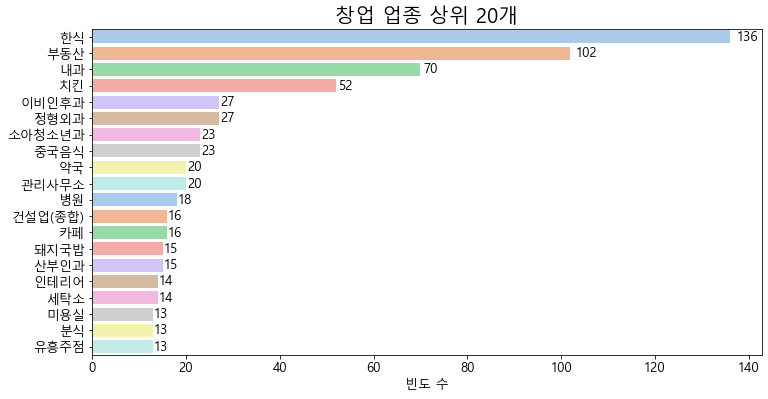 창업 업종 상위 20개
한식 136
부동산 102
내과 70
치킨 52
이비인후과 27
정형외과 27
소아청소년과 23
중국음식 23
약국 20
관리사무소 20
병원 18
건설업(종합) 16
카페 16
돼지국밥 15
산부인과 15
인테리어 14
세탁소 14
미용실 13
분식 13
유흥주점 13
0 20 40 60 80 100 120 140
빈도 수